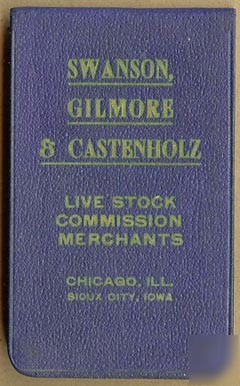 SWANSON,
GILMORE
& CASTENHOLZ
LIVE STOCK
COMMISSION
MERCHANTS
CHICAGO, ILL.
SIOUX CITY, IOWA